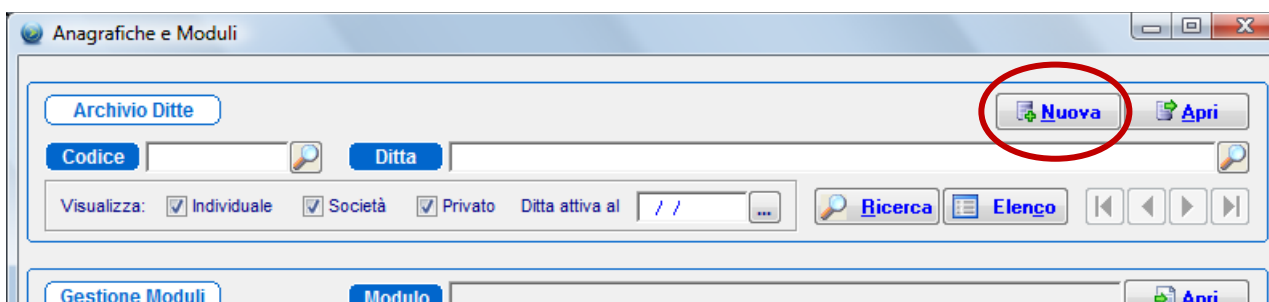 Anagrafiche e Moduli
Archivio Ditte Nuova Apri
Codice Ditta
Visualizza: Individuale Società Privato Ditta attiva al / / ... Ricerca Elenco
Gestione Moduli Modulo Apri